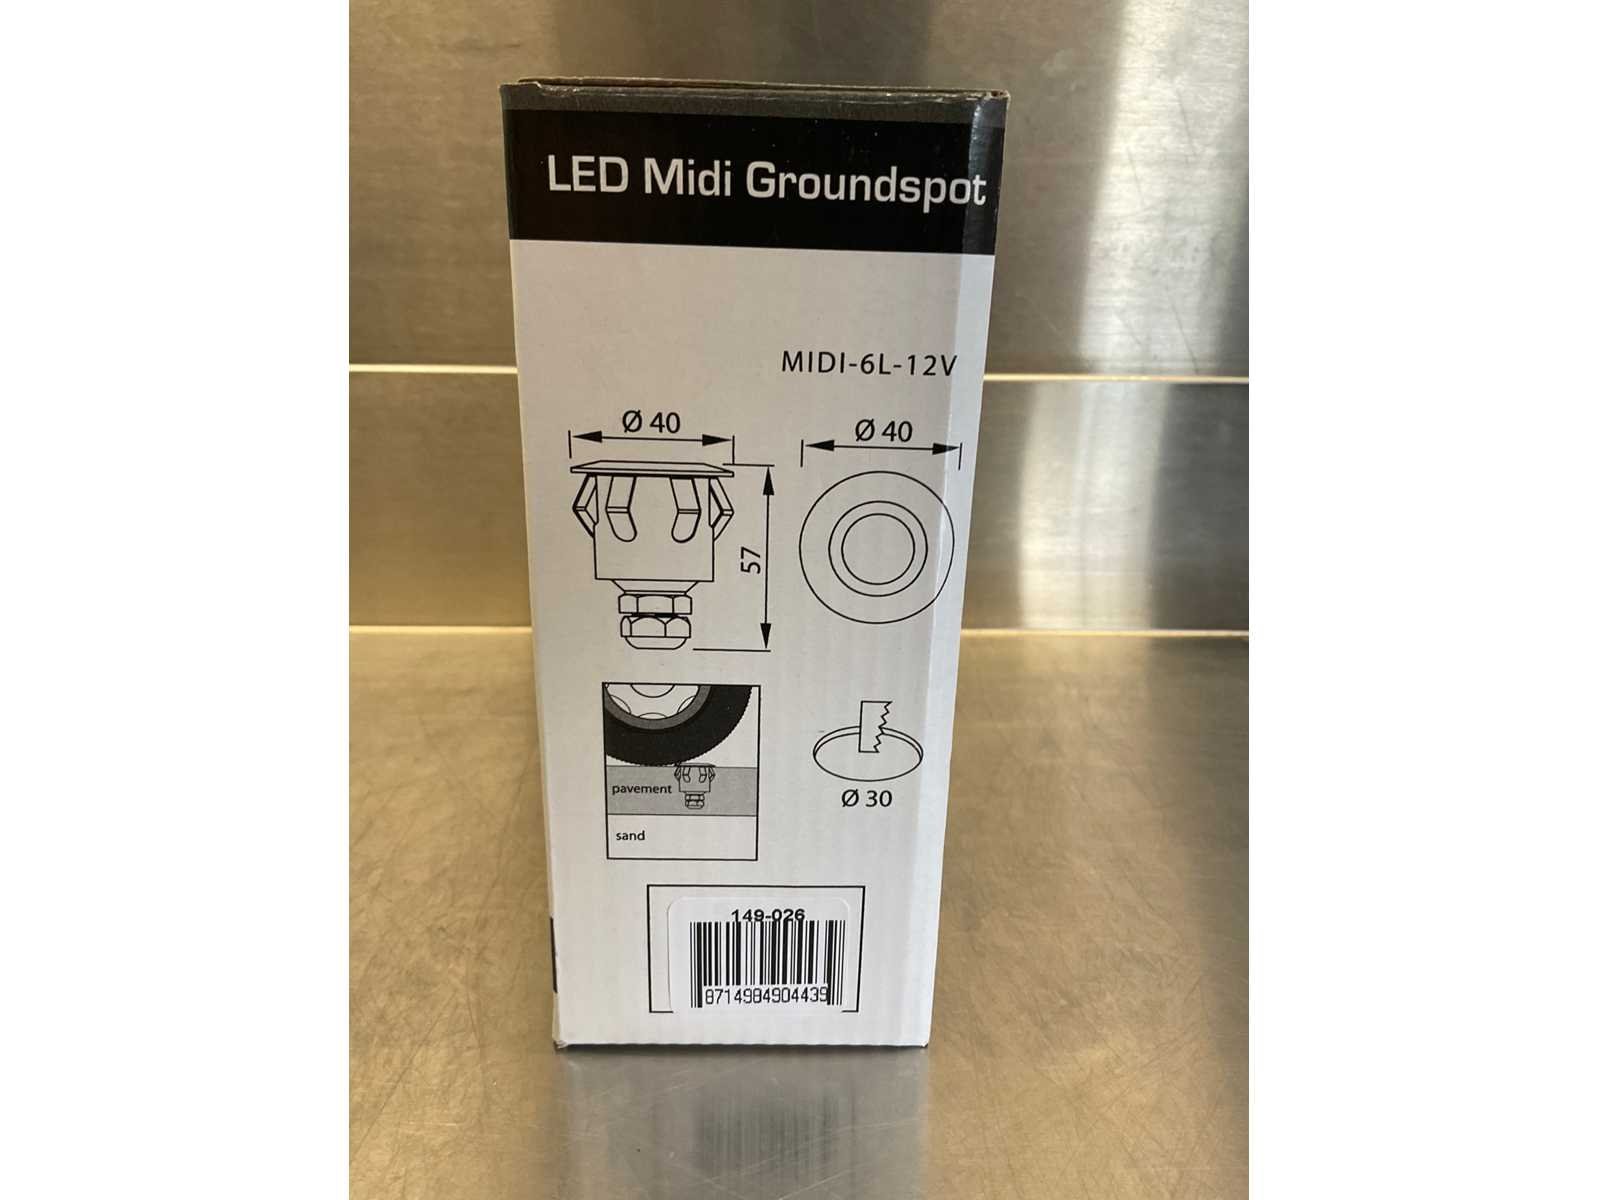 LED Midi Groundspot
MIDI-6L-12V
Ø 40
Ø 40
57
pavement
sand
Ø 30
149-026
8714984904439